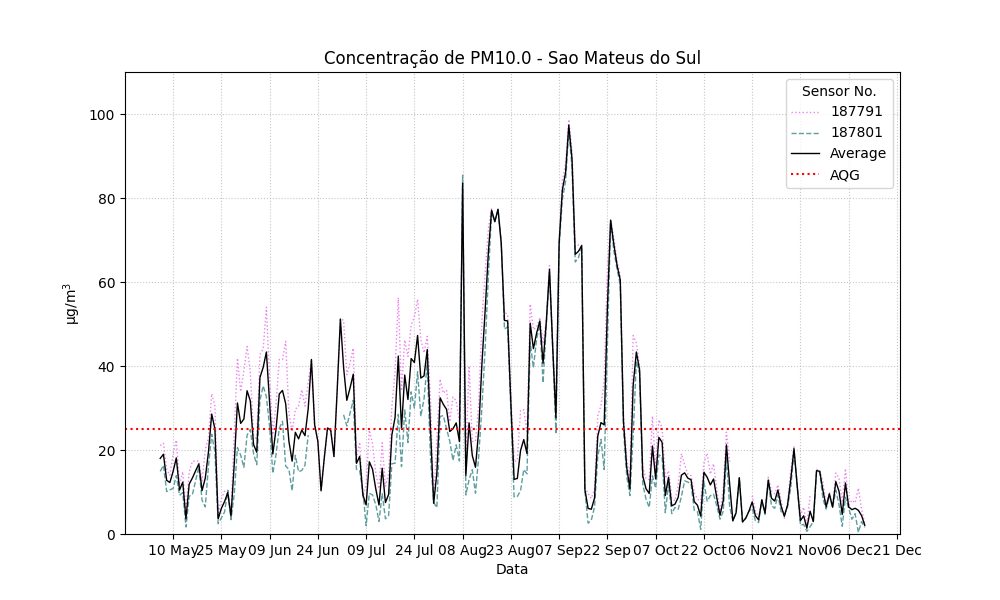 Concentração de PM10.0 - Sao Mateus do Sul
Sensor No.
187791
187801
Average
AQG
100
80
60
40
20
0
μg/m³
10 May 25 May 09 Jun 24 Jun 09 Jul 24 Jul 08 Aug 23 Aug 07 Sep 22 Sep 07 Oct 22 Oct 06 Nov 21 Nov 06 Dec 21 Dec
Data